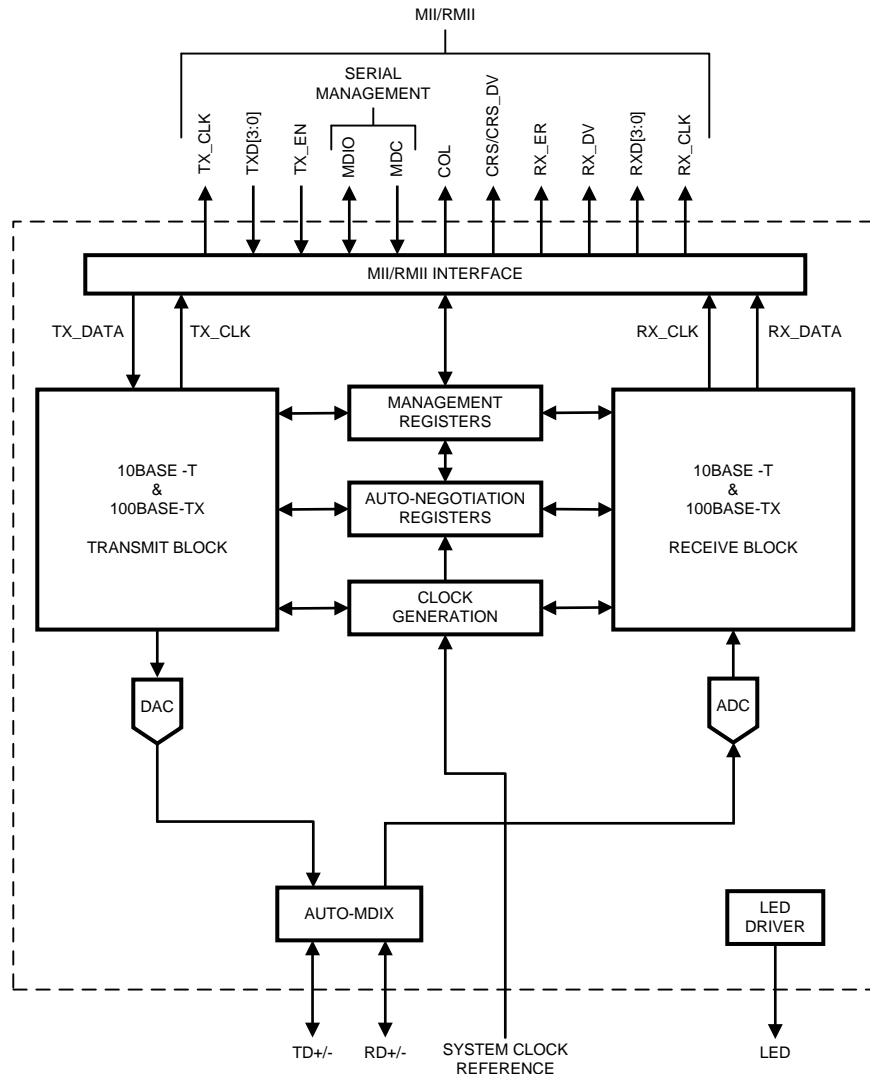 MII/RMII
SERIAL
MANAGEMENT
TX_CLK
TXD[3:0]
TX_EN
MDIO
MDC
COL
CRS/CRS_DV
RX_ER
RX_DV
RXD[3:0]
RX_CLK
MII/RMII INTERFACE
TX_DATA
TX_CLK
RX_CLK
RX_DATA
10BASE -T
&
100BASE-TX
TRANSMIT BLOCK
MANAGEMENT
REGISTERS
AUTO-NEGOTIATION
REGISTERS
CLOCK
GENERATION
10BASE -T
&
100BASE-TX
RECEIVE BLOCK
DAC
ADC
AUTO-MDIX
LED
DRIVER
TD+/-
RD+/-
SYSTEM CLOCK
REFERENCE
LED